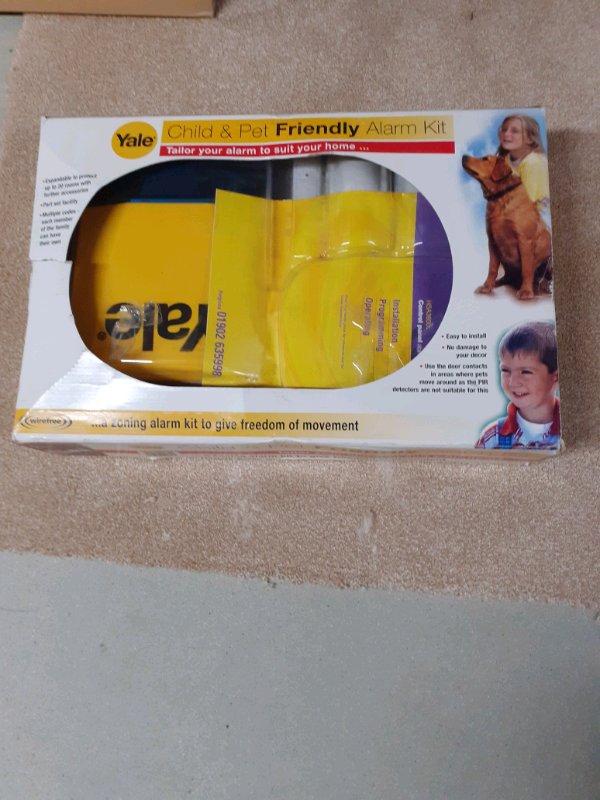 Yale
Child & Pet Friendly Alarm Kit
Tailor your alarm to suit your home ...
• Expandable to protect
up to 20 rooms with
further accessories
• Part set facility
• Multiple codes -
each member
of the family
can have
their own
Yale
01902 635998
Installation
Programming
Operating
Control panel
• Easy to install
• No damage to
your decor
• Use the door contacts
in areas where pets
move around as the PIR
detectors are not suitable for this
wirefree
zoning alarm kit to give freedom of movement